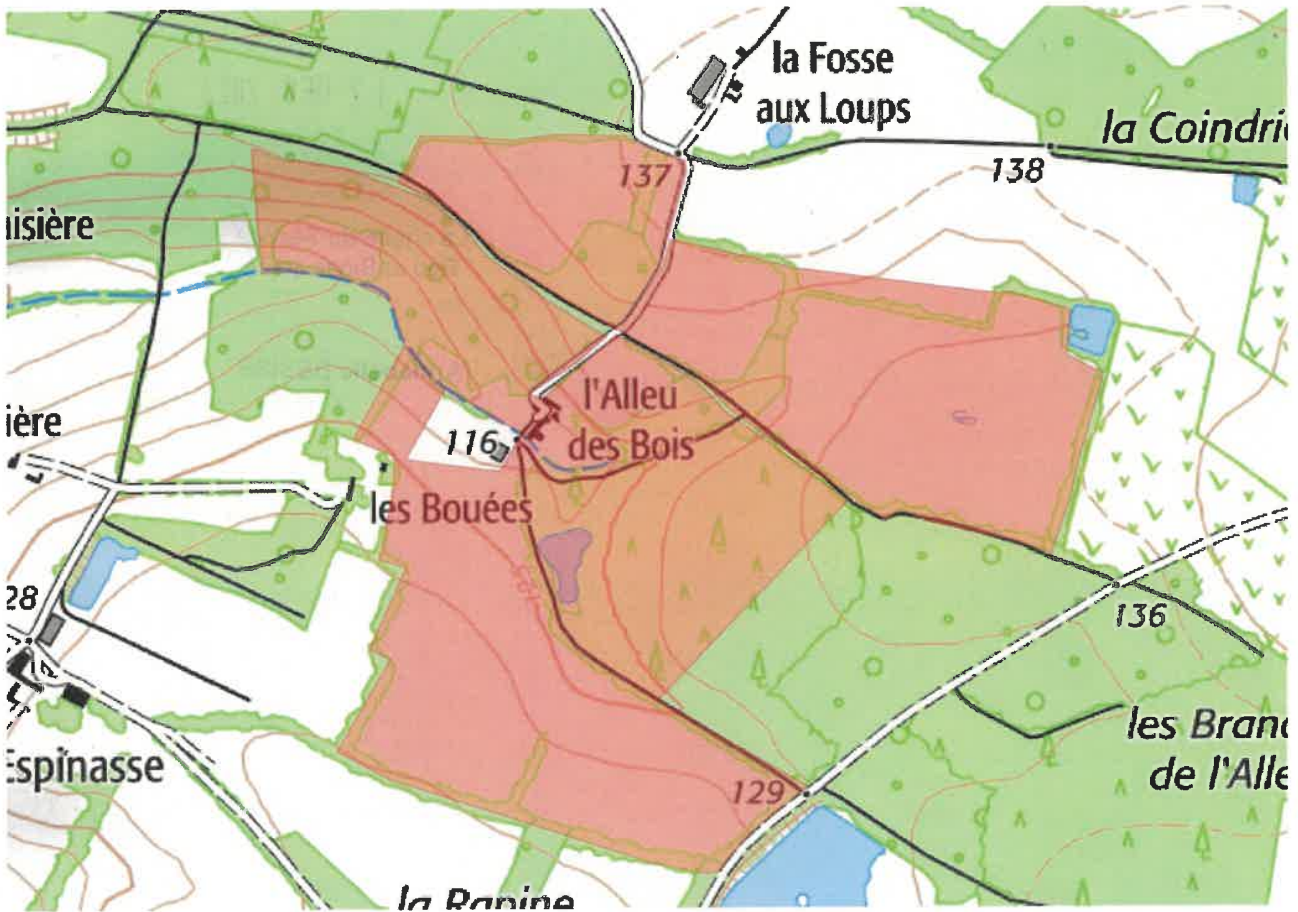 la Fosse
aux Loups
la Coindri
137
138
isière
l'Alleu
des Bois
116
ière
les Bouées
28
136
les Bran
de l'Alle
Espinasse
129
la Rapine